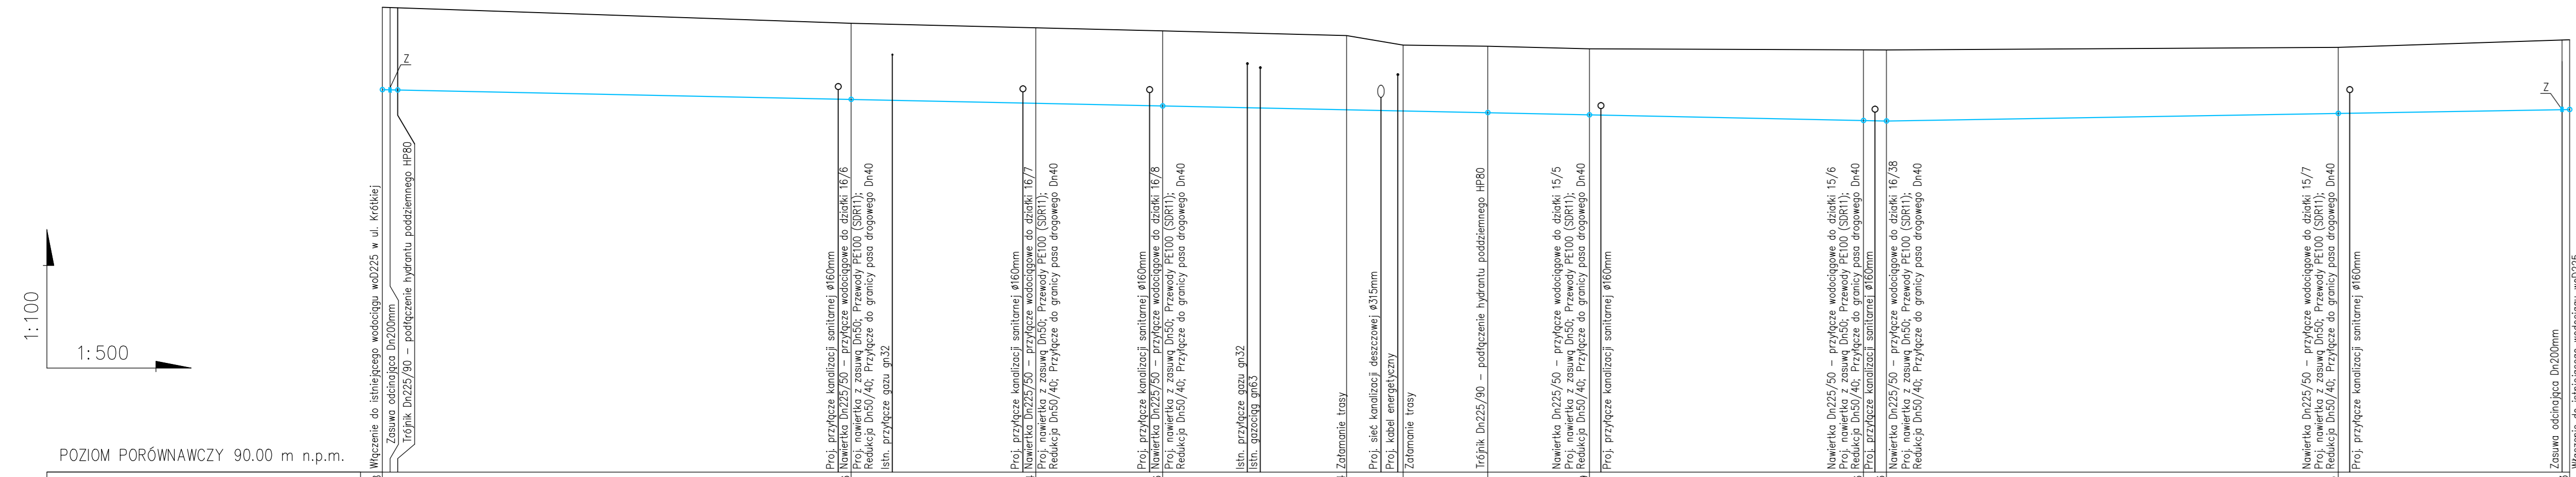 Z
Z
1:100
1:500
POZIOM PORÓWNAWCZY 90.00 m n.p.m.
Włączenie do istniejącego wodociągu woD225 w ul. Krótkiej
Zasuwa odcinająca Dn200mm
Trójnik Dn225/90 – podłączenie hydrantu poddziemnego HP80
Proj. przyłącze kanalizacji sanitarnej ø160mm
Nawiertka Dn225/50 – przyłącze wodociągowe do działki 16/6
Proj. nawiertka z zasuwą Dn50; Przewody PE100 (SDR11);
Redukcja Dn50/40; Przyłącze do granicy pasa drogowego Dn40
Istn. przyłącze gazu gn32
Proj. przyłącze kanalizacji sanitarnej ø160mm
Nawiertka Dn225/50 – przyłącze wodociągowe do działki 16/7
Proj. nawiertka z zasuwą Dn50; Przewody PE100 (SDR11);
Redukcja Dn50/40; Przyłącze do granicy pasa drogowego Dn40
Proj. przyłącze kanalizacji sanitarnej ø160mm
Nawiertka Dn225/50 – przyłącze wodociągowe do działki 16/8
Proj. nawiertka z zasuwą Dn50; Przewody PE100 (SDR11);
Redukcja Dn50/40; Przyłącze do granicy pasa drogowego Dn40
Istn. przyłącze gazu gn32
Istn. gazociąg gn63
Załamanie trasy
Proj. sieć kanalizacji deszczowej ø315mm
Proj. kabel energetyczny
Załamanie trasy
Trójnik Dn225/90 – podłączenie hydrantu poddziemnego HP80
Nawiertka Dn225/50 – przyłącze wodociągowe do działki 15/5
Proj. nawiertka z zasuwą Dn50; Przewody PE100 (SDR11);
Redukcja Dn50/40; Przyłącze do granicy pasa drogowego Dn40
Proj. przyłącze kanalizacji sanitarnej ø160mm
Nawiertka Dn225/50 – przyłącze wodociągowe do działki 15/6
Proj. nawiertka z zasuwą Dn50; Przewody PE100 (SDR11);
Redukcja Dn50/40; Przyłącze do granicy pasa drogowego Dn40
Proj. przyłącze kanalizacji sanitarnej ø160mm
Nawiertka Dn225/50 – przyłącze wodociągowe do działki 16/38
Proj. nawiertka z zasuwą Dn50; Przewody PE100 (SDR11);
Redukcja Dn50/40; Przyłącze do granicy pasa drogowego Dn40
Nawiertka Dn225/50 – przyłącze wodociągowe do działki 15/7
Proj. nawiertka z zasuwą Dn50; Przewody PE100 (SDR11);
Redukcja Dn50/40; Przyłącze do granicy pasa drogowego Dn40
Proj. przyłącze kanalizacji sanitarnej ø160mm
Zasuwa odcinająca Dn200mm
Włączenie do istniejącego wodociągu woD225